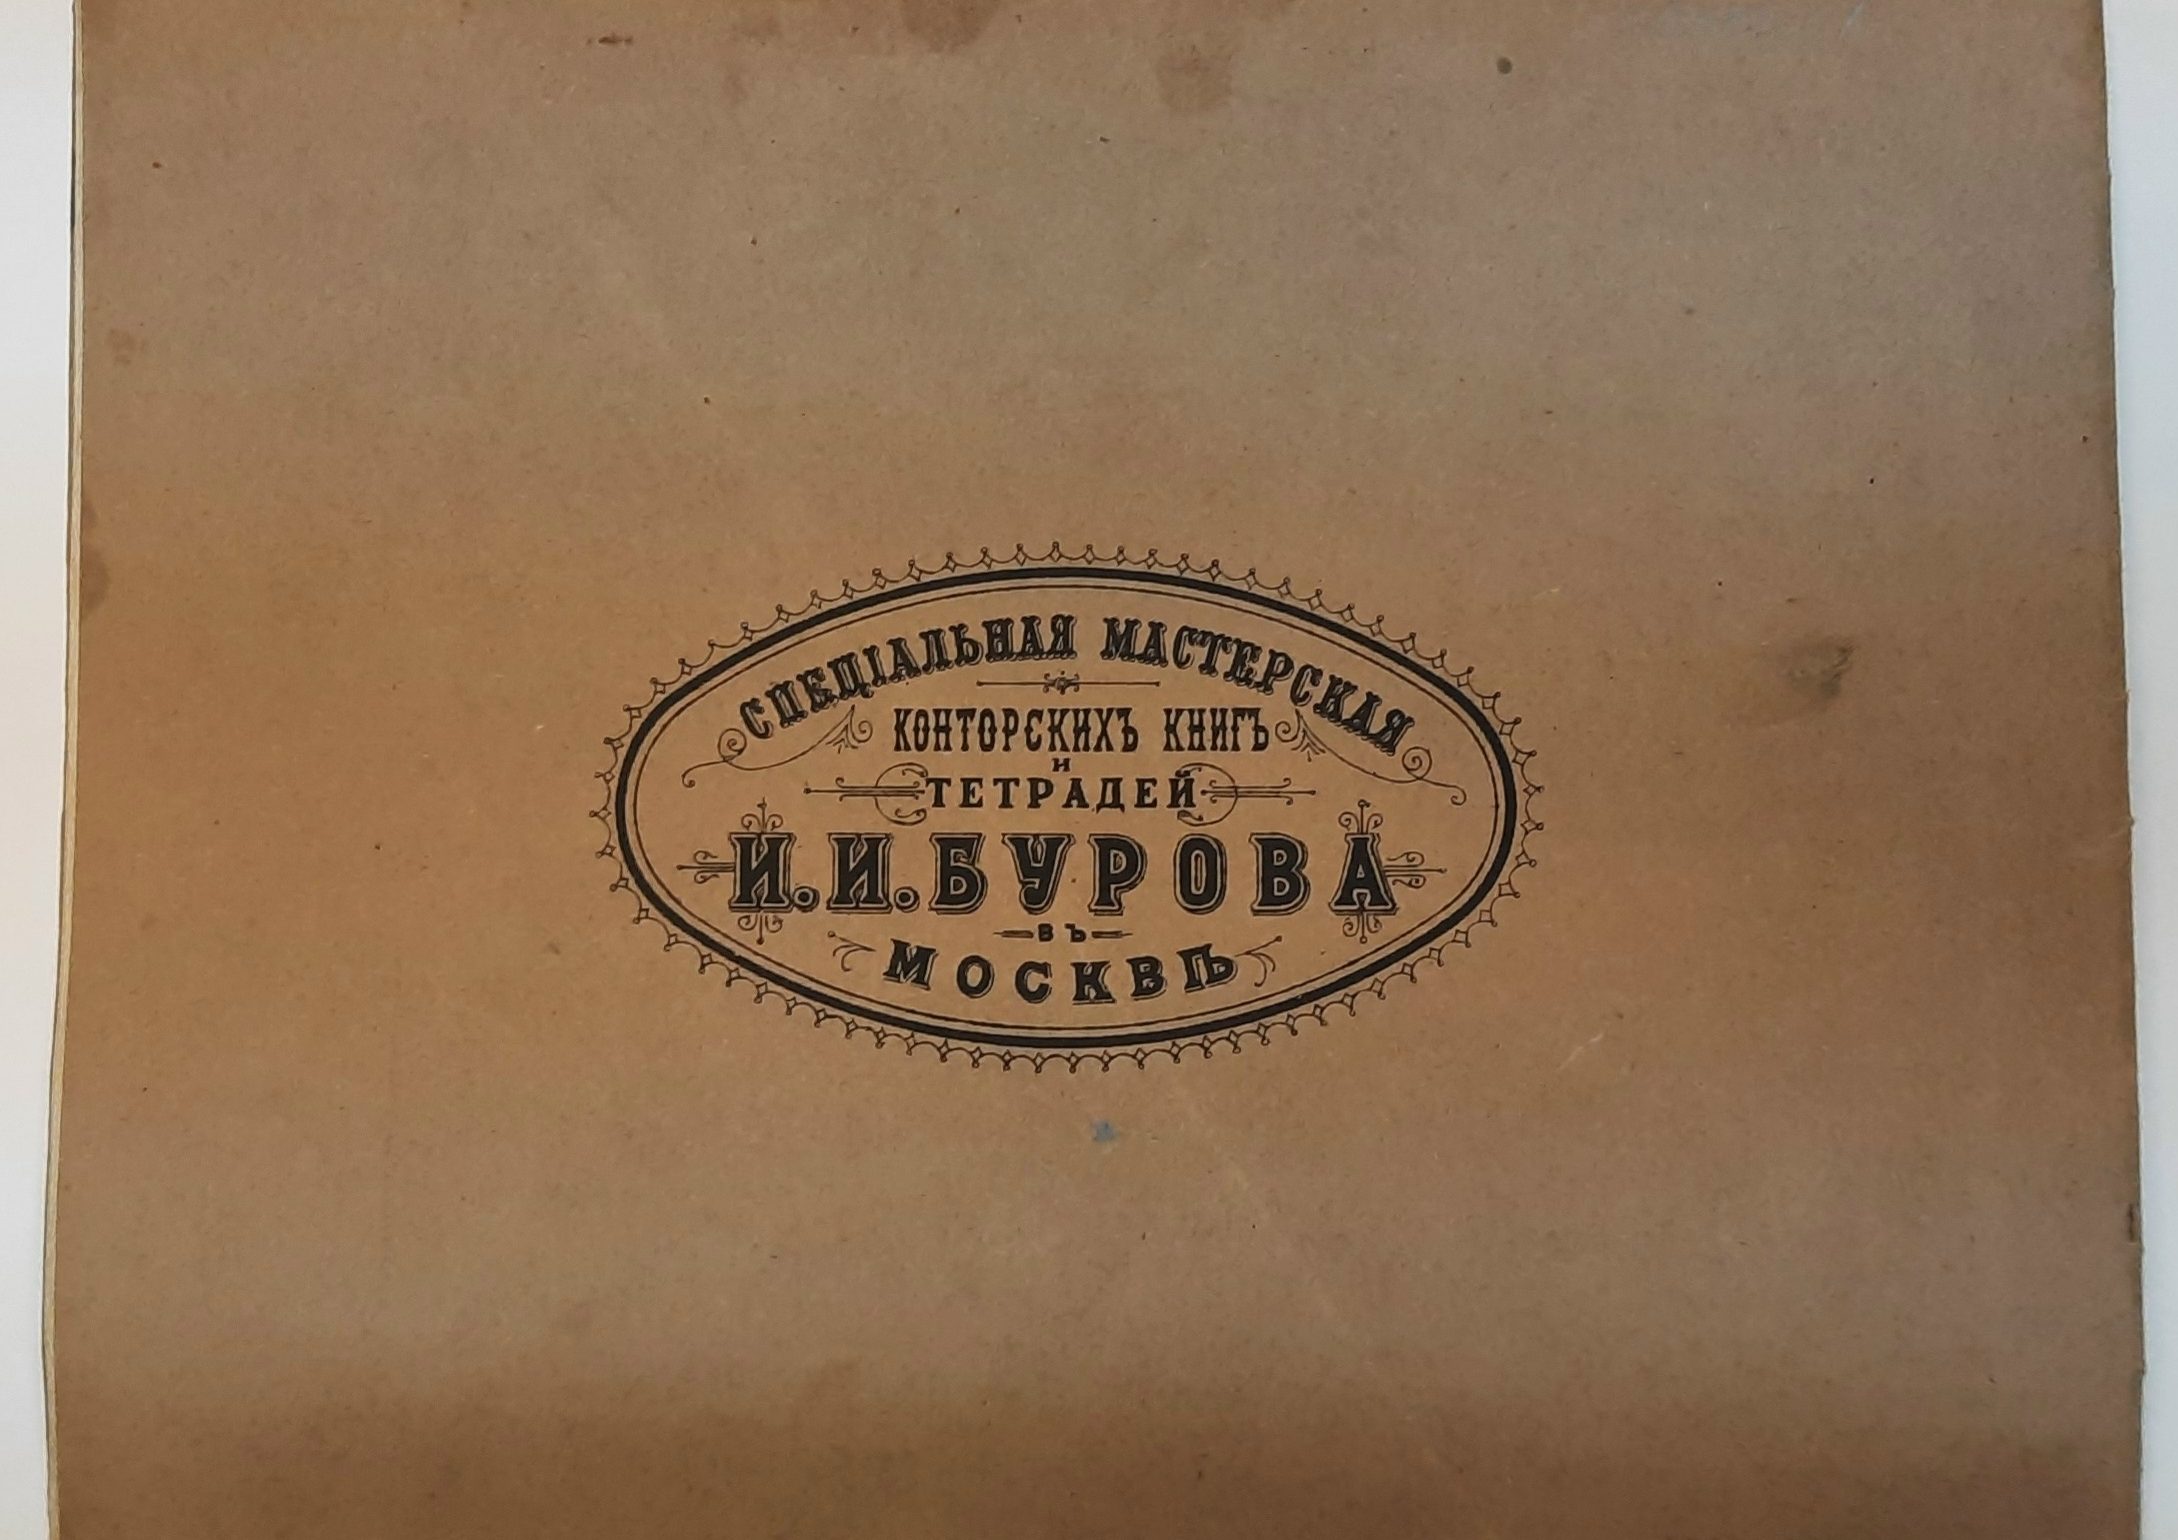 СПЕЦІАЛЬНАЯ МАСТЕРСКАЯ
КОНТОРСКИХЪ КНИГЪ
И
ТЕТРАДЕЙ
И.И.БУРОВА
ВЪ
МОСКВѢ